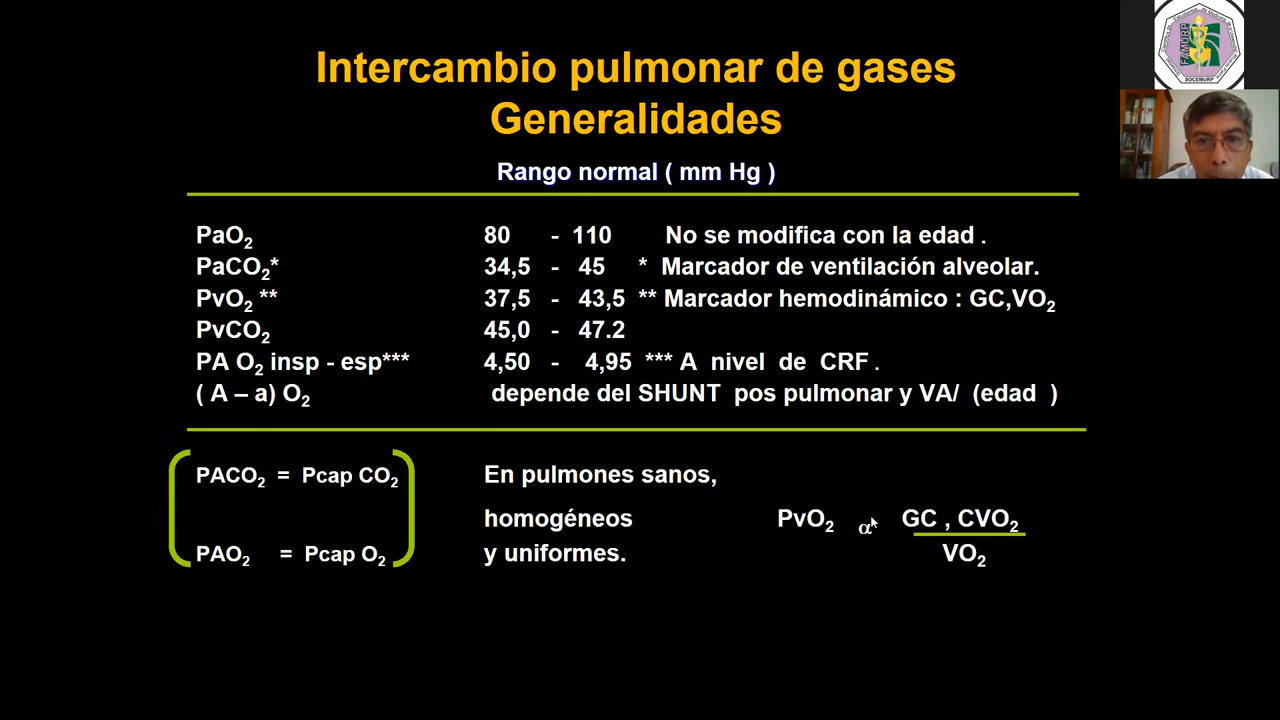 Intercambio pulmonar de gases
Generalidades
Rango normal ( mm Hg )
PaO2 80 - 110 No se modifica con la edad .
PaCO2* 34,5 - 45 * Marcador de ventilación alveolar.
PvO2 ** 37,5 - 43,5 ** Marcador hemodinámico : GC,VO2
PvCO2 45,0 - 47.2
PA O2 insp - esp*** 4,50 - 4,95 *** A nivel de CRF .
( A – a) O2 depende del SHUNT pos pulmonar y VA/ (edad )
PACO2 = Pcap CO2 En pulmones sanos,
homogéneos PvO2 α GC , CVO2
PAO2 = Pcap O2 y uniformes. VO2
FAMURP
SOCEMURP